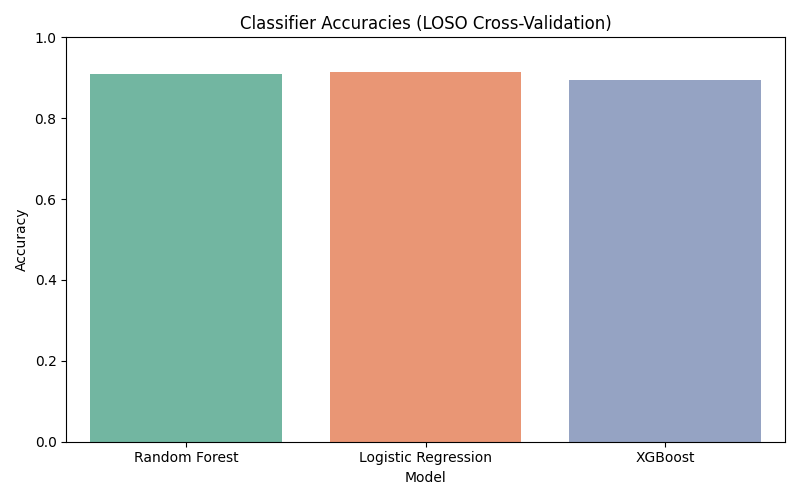 Classifier Accuracies (LOSO Cross-Validation)
1.0
0.8
0.6
0.4
0.2
0.0
Accuracy
Random Forest
Logistic Regression
XGBoost
Model